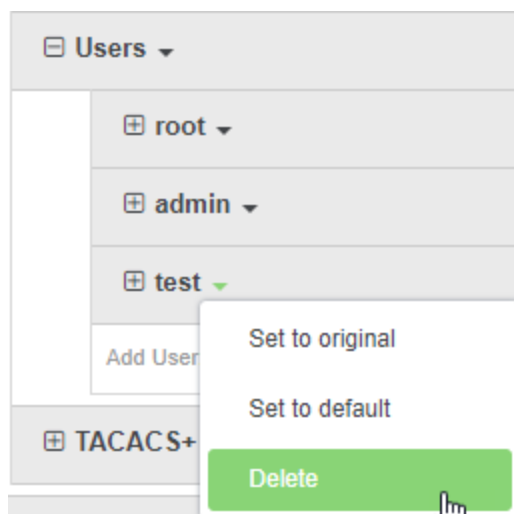 Users
root
admin
test
Set to original
Add User
Set to default
TACACS+
Delete